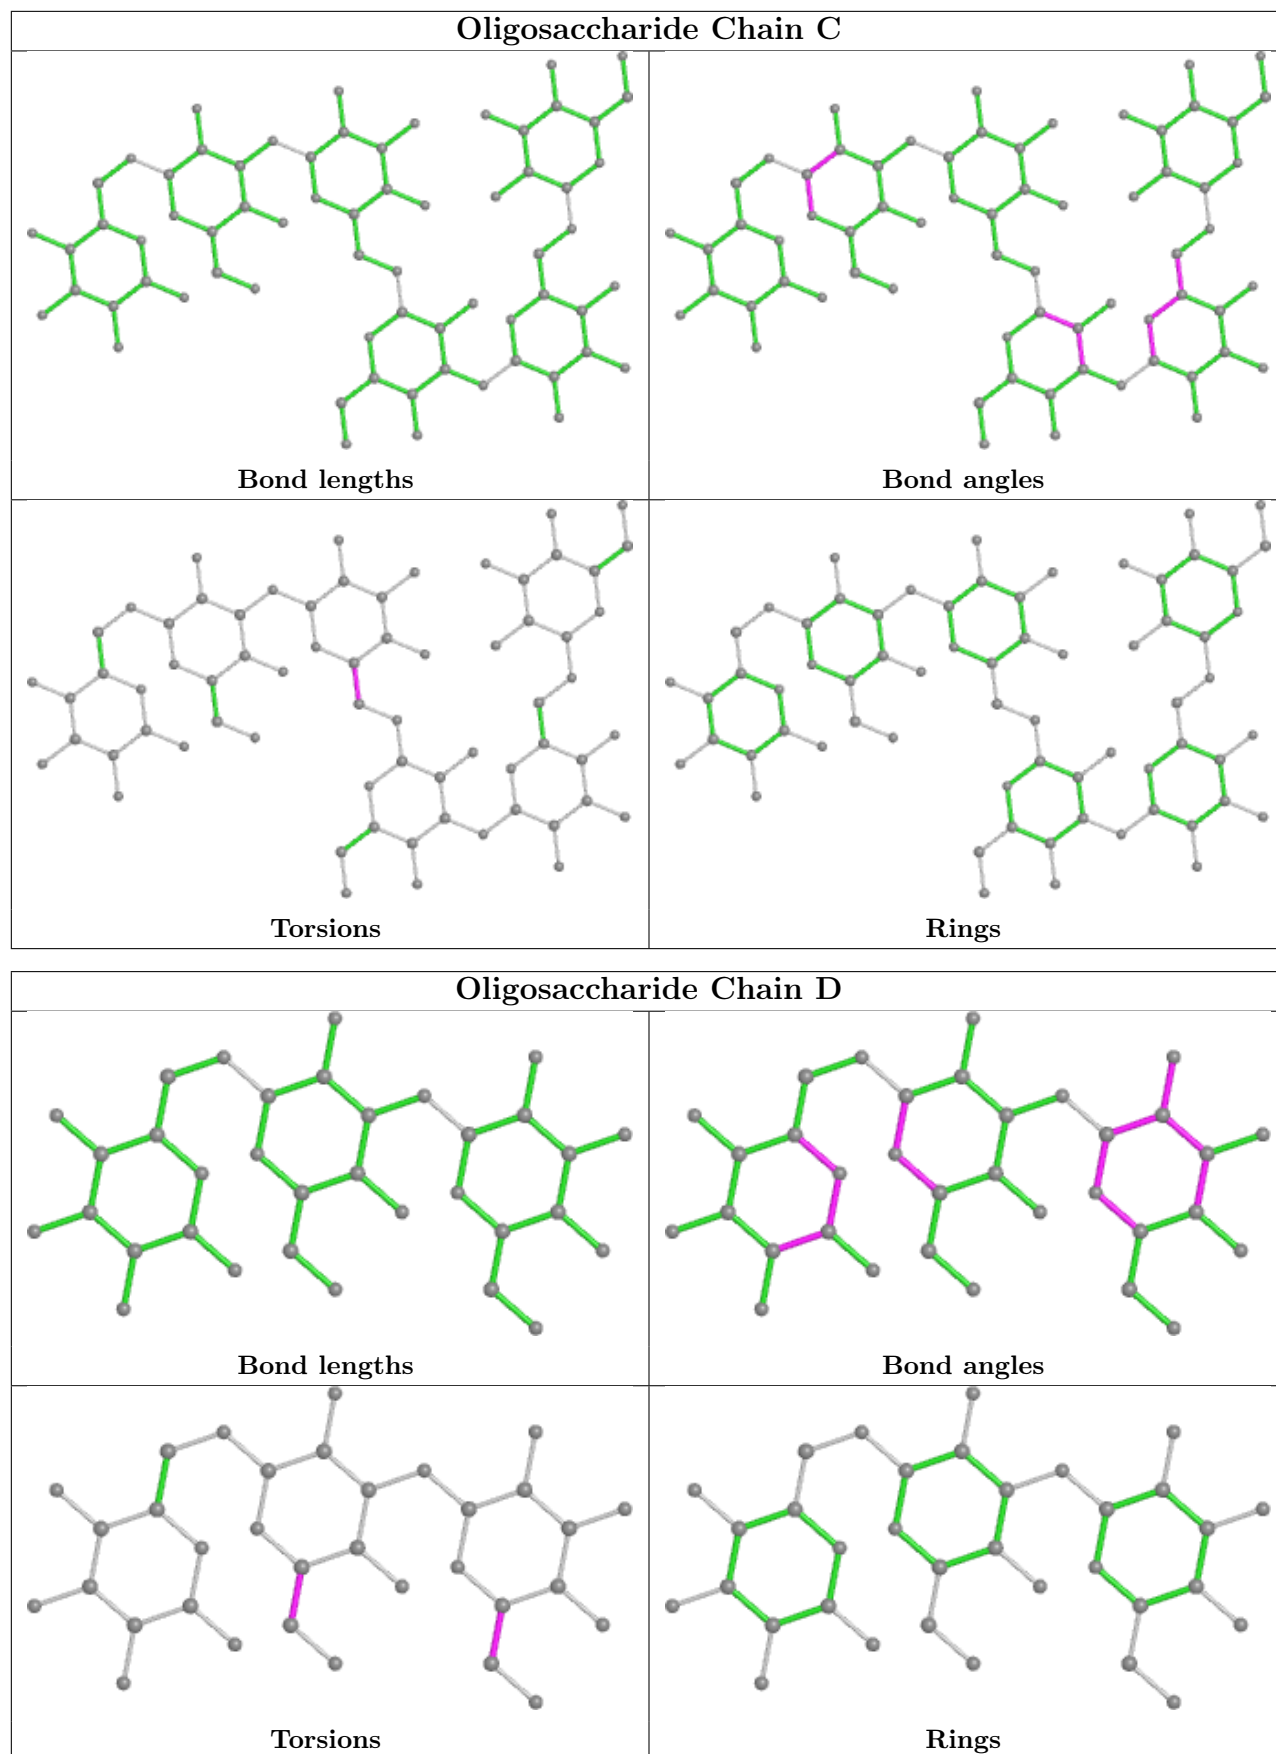 Oligosaccharide Chain C
Bond lengths
Bond angles
Torsions
Rings
Oligosaccharide Chain D
Bond lengths
Bond angles
Torsions
Rings